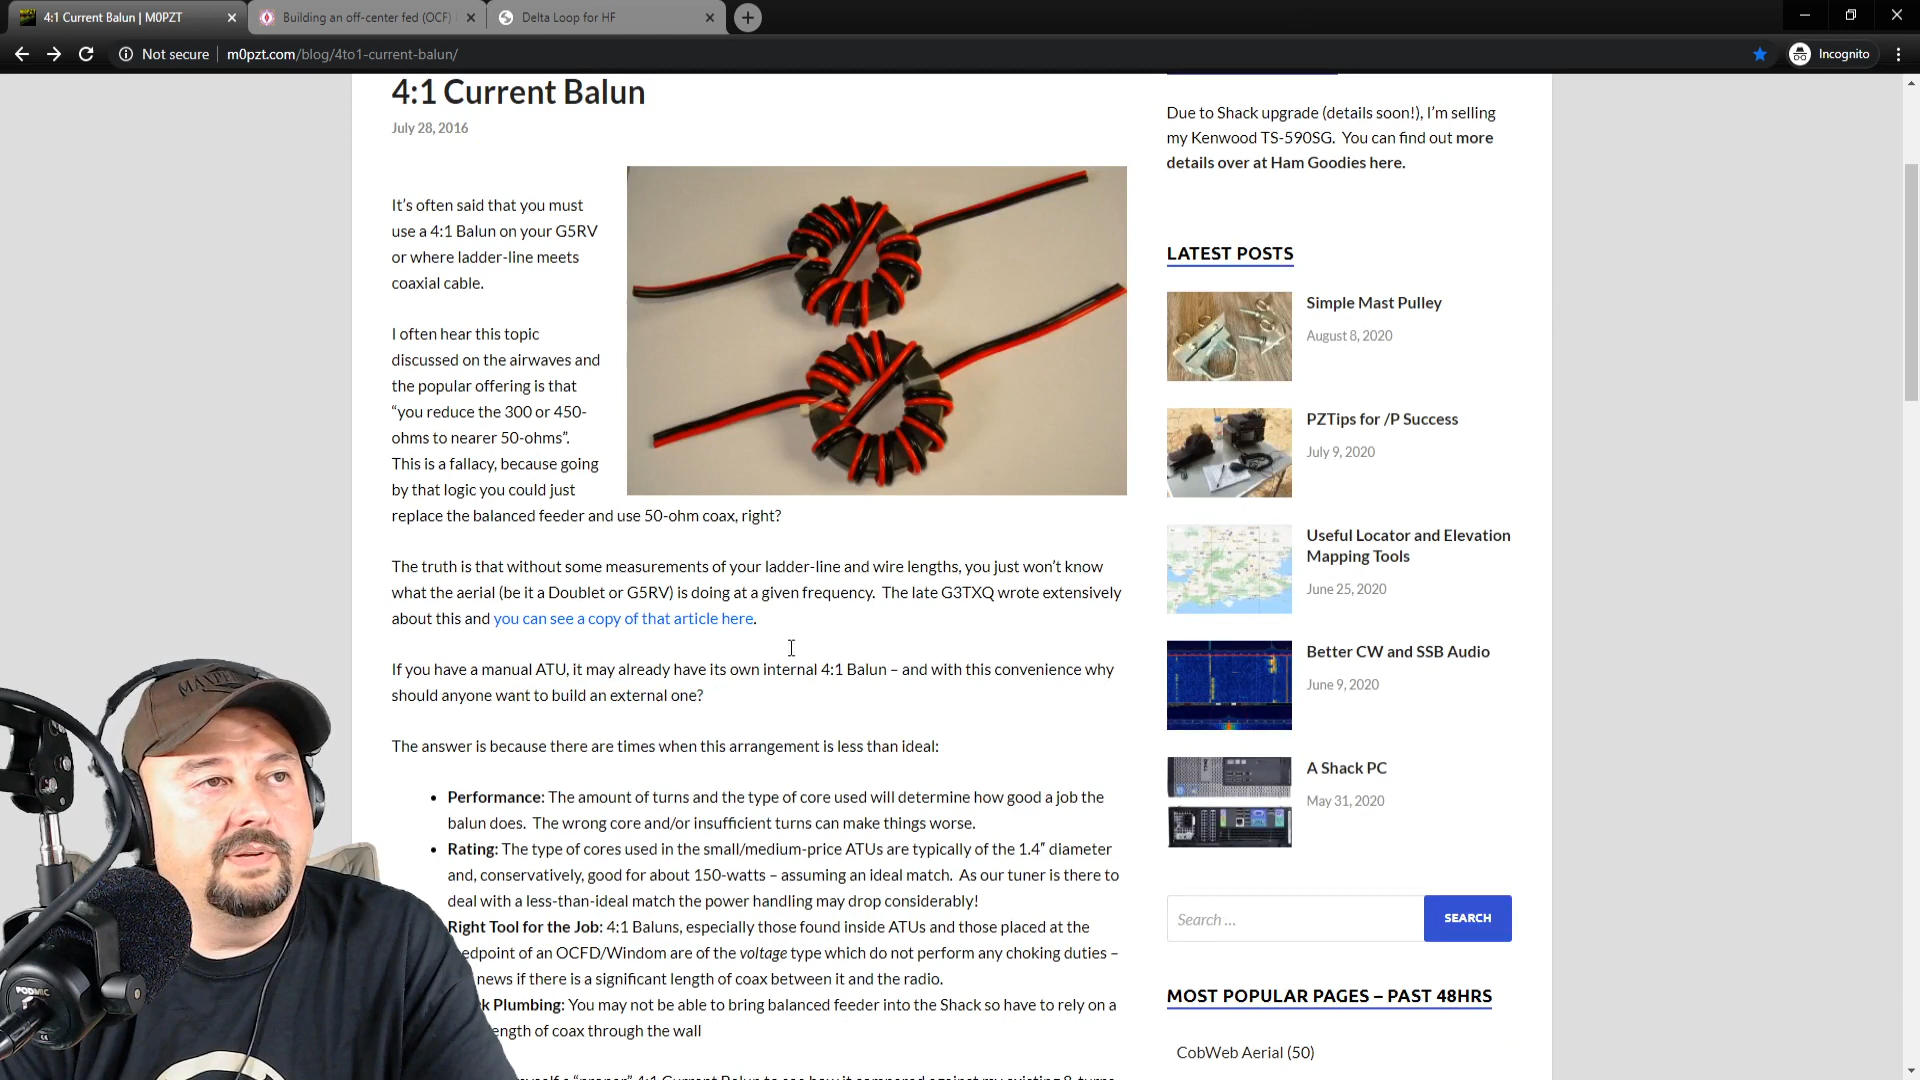 4:1 Current Balun | M0PZT
Building an off-center fed (OCF)
Delta Loop for HF
Not secure
m0pzt.com/blog/4to1-current-balun/
Incognito
4:1 Current Balun
July 28, 2016
It's often said that you must
use a 4:1 Balun on your G5RV
or where ladder-line meets
coaxial cable.
I often hear this topic
discussed on the airwaves and
the popular offering is that
“you reduce the 300 or 450-
ohms to nearer 50-ohms”.
This is a fallacy, because going
by that logic you could just
replace the balanced feeder and use 50-ohm coax, right?
The truth is that without some measurements of your ladder-line and wire lengths, you just won't know
what the aerial (be it a Doublet or G5RV) is doing at a given frequency. The late G3TXQ wrote extensively
about this and you can see a copy of that article here.
If you have a manual ATU, it may already have its own internal 4:1 Balun – and with this convenience why
should anyone want to build an external one?
The answer is because there are times when this arrangement is less than ideal:
• Performance: The amount of turns and the type of core used will determine how good a job the
balun does. The wrong core and/or insufficient turns can make things worse.
• Rating: The type of cores used in the small/medium-price ATUs are typically of the 1.4″ diameter
and, conservatively, good for about 150-watts – assuming an ideal match. As our tuner is there to
deal with a less-than-ideal match the power handling may drop considerably!
Right Tool for the Job: 4:1 Baluns, especially those found inside ATUs and those placed at the
edpoint of an OCFD/Windom are of the voltage type which do not perform any choking duties –
news if there is a significant length of coax between it and the radio.
k Plumbing: You may not be able to bring balanced feeder into the Shack so have to rely on a
ength of coax through the wall
Due to Shack upgrade (details soon!), I'm selling
my Kenwood TS-590SG. You can find out more
details over at Ham Goodies here.
LATEST POSTS
Simple Mast Pulley
August 8, 2020
PZTips for /P Success
July 9, 2020
Useful Locator and Elevation
Mapping Tools
June 25, 2020
Better CW and SSB Audio
June 9, 2020
A Shack PC
May 31, 2020
Search …
SEARCH
MOST POPULAR PAGES – PAST 48HRS
CobWeb Aerial (50)
PODMIC